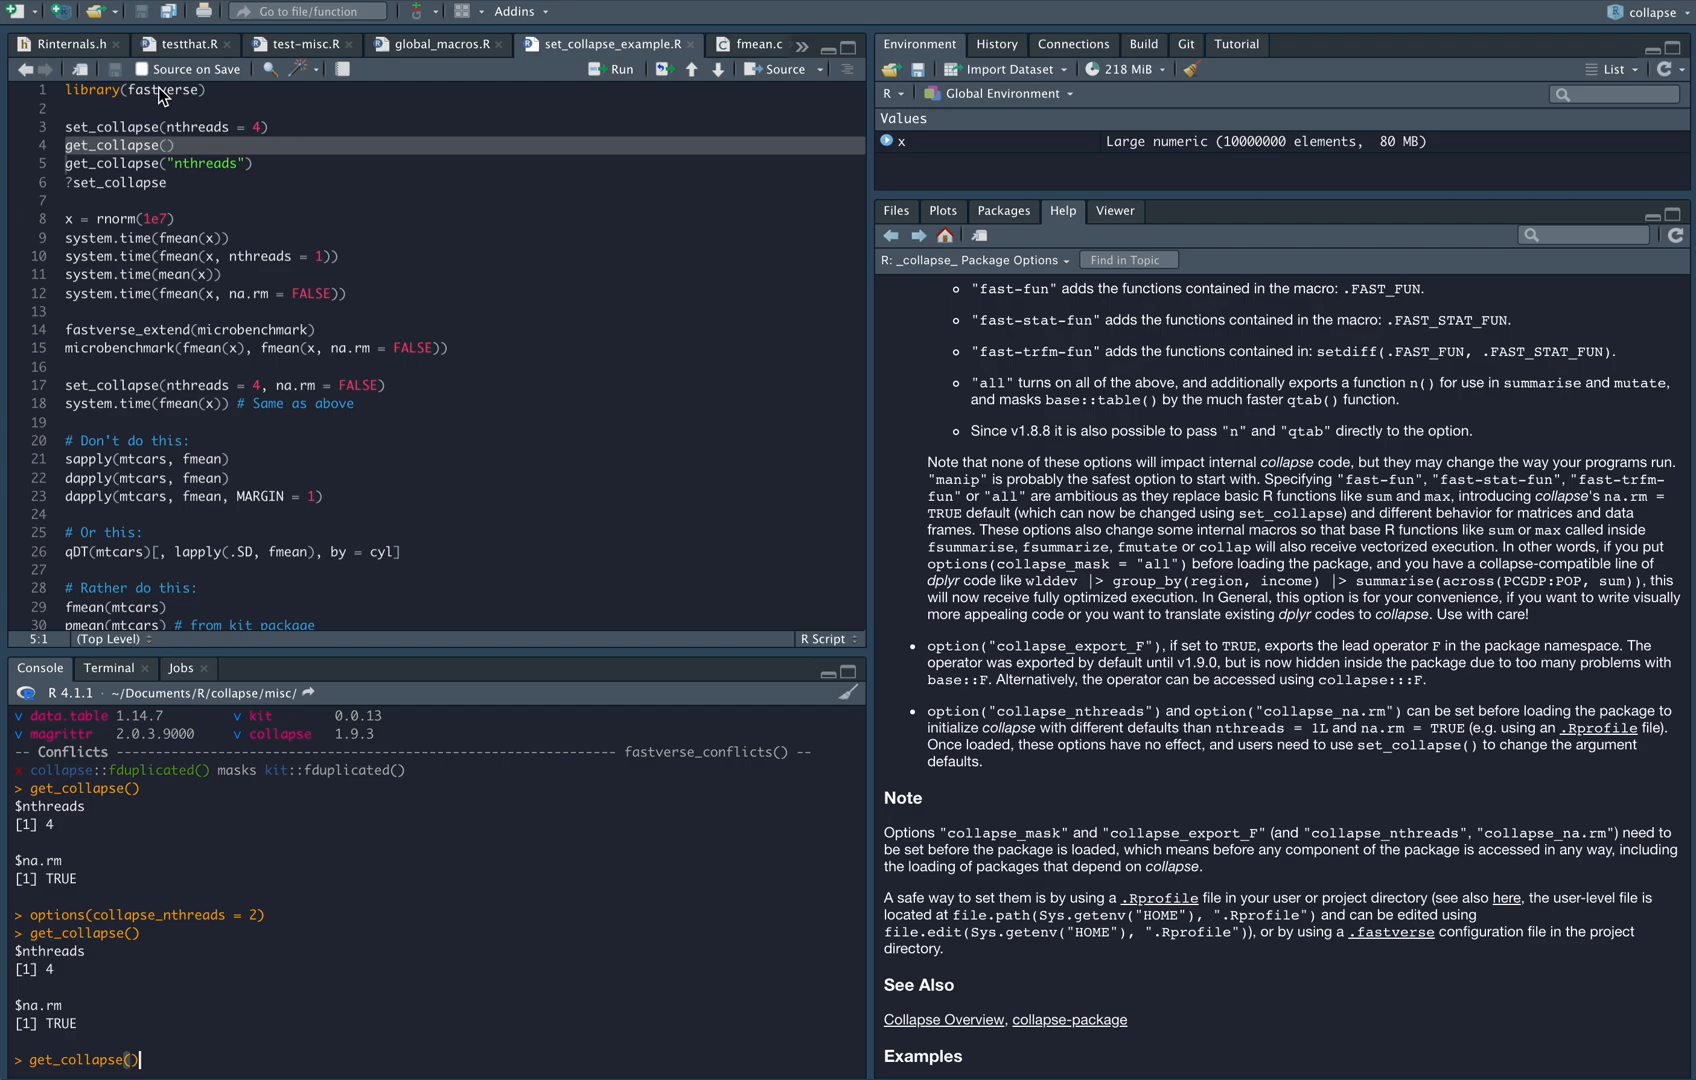 Go to file/function
Addins
collapse
Rinternals.h
testthat.R
test-misc.R
global_macros.R
set_collapse_example.R
fmean.c
Source on Save
Run
Source
1 library(fastverse)
2
3 set_collapse(nthreads = 4)
4 get_collapse()
5 get_collapse("nthreads")
6 ?set_collapse
7
8 x = rnorm(1e7)
9 system.time(fmean(x))
10 system.time(fmean(x, nthreads = 1))
11 system.time(mean(x))
12 system.time(fmean(x, na.rm = FALSE))
13
14 fastverse_extend(microbenchmark)
15 microbenchmark(fmean(x), fmean(x, na.rm = FALSE))
16
17 set_collapse(nthreads = 4, na.rm = FALSE)
18 system.time(fmean(x)) # Same as above
19
20 # Don't do this:
21 sapply(mtcars, fmean)
22 dapply(mtcars, fmean)
23 dapply(mtcars, fmean, MARGIN = 1)
24
25 # Or this:
26 qDT(mtcars)[, lapply(.SD, fmean), by = cyl]
27
28 # Rather do this:
29 fmean(mtcars)
30 pmean(mtcars) # from kit package
5:1 (Top Level)
R Script
Console
Terminal
Jobs
R 4.1.1 · ~/Documents/R/collapse/misc/
v data.table 1.14.7 v kit 0.0.13
v magrittr 2.0.3.9000 v collapse 1.9.3
-- Conflicts ------------------------------------------------------------- fastverse_conflicts() --
x collapse::fduplicated() masks kit::fduplicated()
> get_collapse()
$nthreads
[1] 4
$na.rm
[1] TRUE
> options(collapse_nthreads = 2)
> get_collapse()
$nthreads
[1] 4
$na.rm
[1] TRUE
> get_collapse()
Environment
History
Connections
Build
Git
Tutorial
Import Dataset
218 MiB
List
R
Global Environment
Values
x Large numeric (10000000 elements, 80 MB)
Files
Plots
Packages
Help
Viewer
R: _collapse_ Package Options
Find in Topic
"fast-fun" adds the functions contained in the macro: .FAST_FUN.
"fast-stat-fun" adds the functions contained in the macro: .FAST_STAT_FUN.
"fast-trfm-fun" adds the functions contained in: setdiff(.FAST_FUN, .FAST_STAT_FUN).
"all" turns on all of the above, and additionally exports a function n() for use in summarise and mutate,
and masks base::table() by the much faster qtab() function.
Since v1.8.8 it is also possible to pass "n" and "qtab" directly to the option.
Note that none of these options will impact internal collapse code, but they may change the way your programs run.
"manip" is probably the safest option to start with. Specifying "fast-fun", "fast-stat-fun", "fast-trfm-
fun" or "all" are ambitious as they replace basic R functions like sum and max, introducing collapse's na.rm =
TRUE default (which can now be changed using set_collapse) and different behavior for matrices and data
frames. These options also change some internal macros so that base R functions like sum or max called inside
fsummarise, fsummarize, fmutate or collap will also receive vectorized execution. In other words, if you put
options(collapse_mask = "all") before loading the package, and you have a collapse-compatible line of
dplyr code like wlddev |> group_by(region, income) |> summarise(across(PCGDP:POP, sum)), this
will now receive fully optimized execution. In General, this option is for your convenience, if you want to write visually
more appealing code or you want to translate existing dplyr codes to collapse. Use with care!
option("collapse_export_F"), if set to TRUE, exports the lead operator F in the package namespace. The
operator was exported by default until v1.9.0, but is now hidden inside the package due to too many problems with
base::F. Alternatively, the operator can be accessed using collapse:::F.
option("collapse_nthreads") and option("collapse_na.rm") can be set before loading the package to
initialize collapse with different defaults than nthreads = 1L and na.rm = TRUE (e.g. using an .Rprofile file).
Once loaded, these options have no effect, and users need to use set_collapse() to change the argument
defaults.
Note
Options "collapse_mask" and "collapse_export_F" (and "collapse_nthreads", "collapse_na.rm") need to
be set before the package is loaded, which means before any component of the package is accessed in any way, including
the loading of packages that depend on collapse.
A safe way to set them is by using a .Rprofile file in your user or project directory (see also here, the user-level file is
located at file.path(Sys.getenv("HOME"), ".Rprofile") and can be edited using
file.edit(Sys.getenv("HOME"), ".Rprofile")), or by using a .fastverse configuration file in the project
directory.
See Also
Collapse Overview, collapse-package
Examples